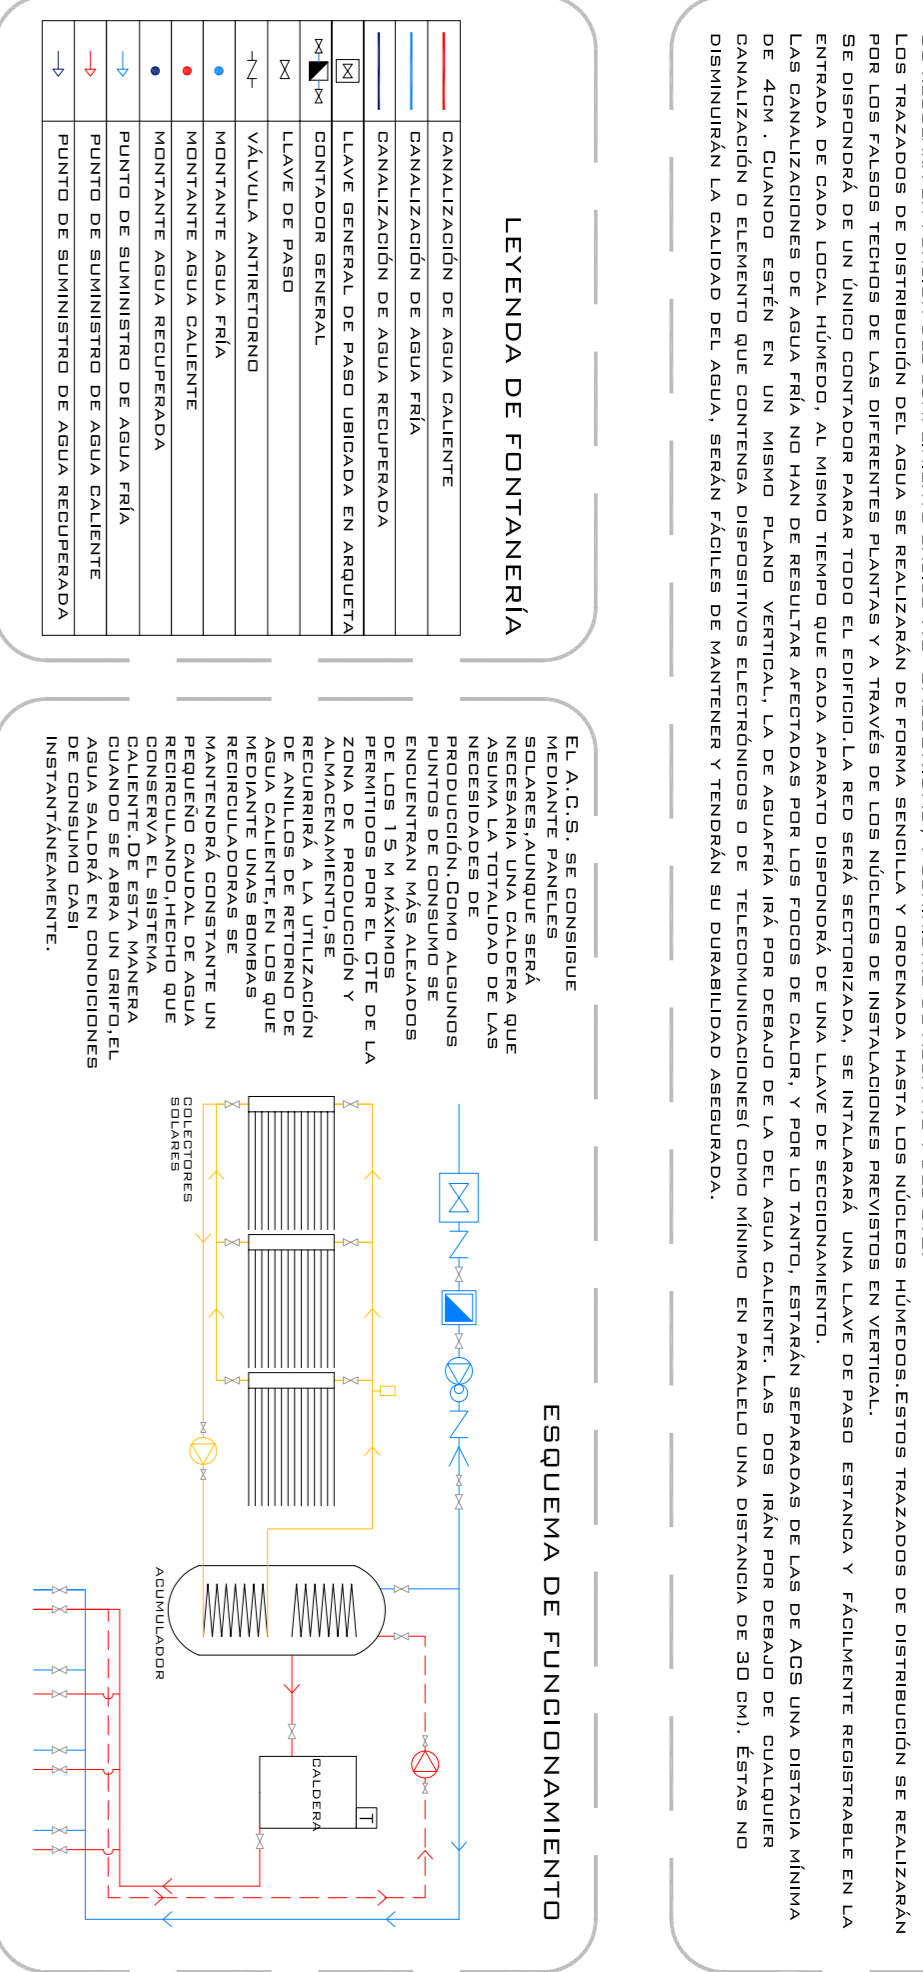 LOS TRAZADOS DE DISTRIBUCIÓN DEL AGUA SE REALIZARÁN DE FORMA SENCILLA Y ORDENADA HASTA LOS NÚCLEOS HÚMEDOS.ESTOS TRAZADOS DE DISTRIBUCIÓN SE REALIZARÁN
POR LOS FALSOS TECHOS DE LAS DIFERENTES PLANTAS Y A TRAVÉS DE LOS NÚCLEOS DE INSTALACIONES PREVISTOS EN VERTICAL.
SE DISPONDRÁ DE UN ÚNICO CONTADOR PARAR TODO EL EDIFICIO.LA RED SERÁ SECTORIZADA, SE INTALARARÁ UNA LLAVE DE PASO ESTANCA Y FÁCILMENTE REGISTRABLE EN LA
ENTRADA DE CADA LOCAL HÚMEDO, AL MISMO TIEMPO QUE CADA APARATO DISPONDRÁ DE UNA LLAVE DE SECCIONAMIENTO.
LAS CANALIZACIONES DE AGUA FRÍA NO HAN DE RESULTAR AFECTADAS POR LOS FOCOS DE CALOR, Y POR LO TANTO, ESTARÁN SEPARADAS DE LAS DE ACS UNA DISTACIA MÍNIMA
DE 4CM . CUANDO ESTÉN EN UN MISMO PLANO VERTICAL, LA DE AGUAFRÍA IRÁ POR DEBAJO DE LA DEL AGUA CALIENTE. LAS DOS IRÁN POR DEBAJO DE CUALQUIER
CANALIZACIÓN O ELEMENTO QUE CONTENGA DISPOSITIVOS ELECTRÓNICOS O DE TELECOMUNICACIONES( COMO MÍNIMO EN PARALELO UNA DISTANCIA DE 30 CM). ÉSTAS NO
DISMINUIRÁN LA CALIDAD DEL AGUA, SERÁN FÁCILES DE MANTENER Y TENDRÁN SU DURABILIDAD ASEGURADA.
LEYENDA DE FONTANERÍA
CANALIZACIÓN DE AGUA CALIENTE
CANALIZACIÓN DE AGUA FRÍA
CANALIZACIÓN DE AGUA RECUPERADA
LLAVE GENERAL DE PASO UBICADA EN ARQUETA
CONTADOR GENERAL
LLAVE DE PASO
VÁLVULA ANTIRETORNO
MONTANTE AGUA FRÍA
MONTANTE AGUA CALIENTE
MONTANTE AGUA RECUPERADA
PUNTO DE SUMINISTRO DE AGUA FRÍA
PUNTO DE SUMINISTRO DE AGUA CALIENTE
PUNTO DE SUMINISTRO DE AGUA RECUPERADA
EL A.C.S. SE CONSIGUE
MEDIANTE PANELES
SOLARES,AUNQUE SERÁ
NECESARIA UNA CALDERA QUE
ASUMA LA TOTALIDAD DE LAS
NECESIDADES DE
PRODUCCIÓN.COMO ALGUNOS
PUNTOS DE CONSUMO SE
ENCUENTRAN MÁS ALEJADOS
DE LOS 15 M MÁXIMOS
PERMITIDOS POR EL CTE DE LA
ZONA DE PRODUCCIÓN Y
ALMACENAMIENTO,SE
RECURRIRÁ A LA UTILIZACIÓN
DE ANILLOS DE RETORNO DE
AGUA CALIENTE,EN LOS QUE
MEDIANTE UNAS BOMBAS
RECIRCULADORAS SE
MANTENDRÁ CONSTANTE UN
PEQUEÑO CAUDAL DE AGUA
RECIRCULANDO,HECHO QUE
CONSERVA EL SISTEMA
CALIENTE.DE ESTA MANERA
CUANDO SE ABRA UN GRIFO,EL
AGUA SALDRÁ EN CONDICIONES
DE CONSUMO CASI
INSTANTÁNEAMENTE.
ESQUEMA DE FUNCIONAMIENTO
COLECTORES
SOLARES
ACUMULADOR
CALDERA
T